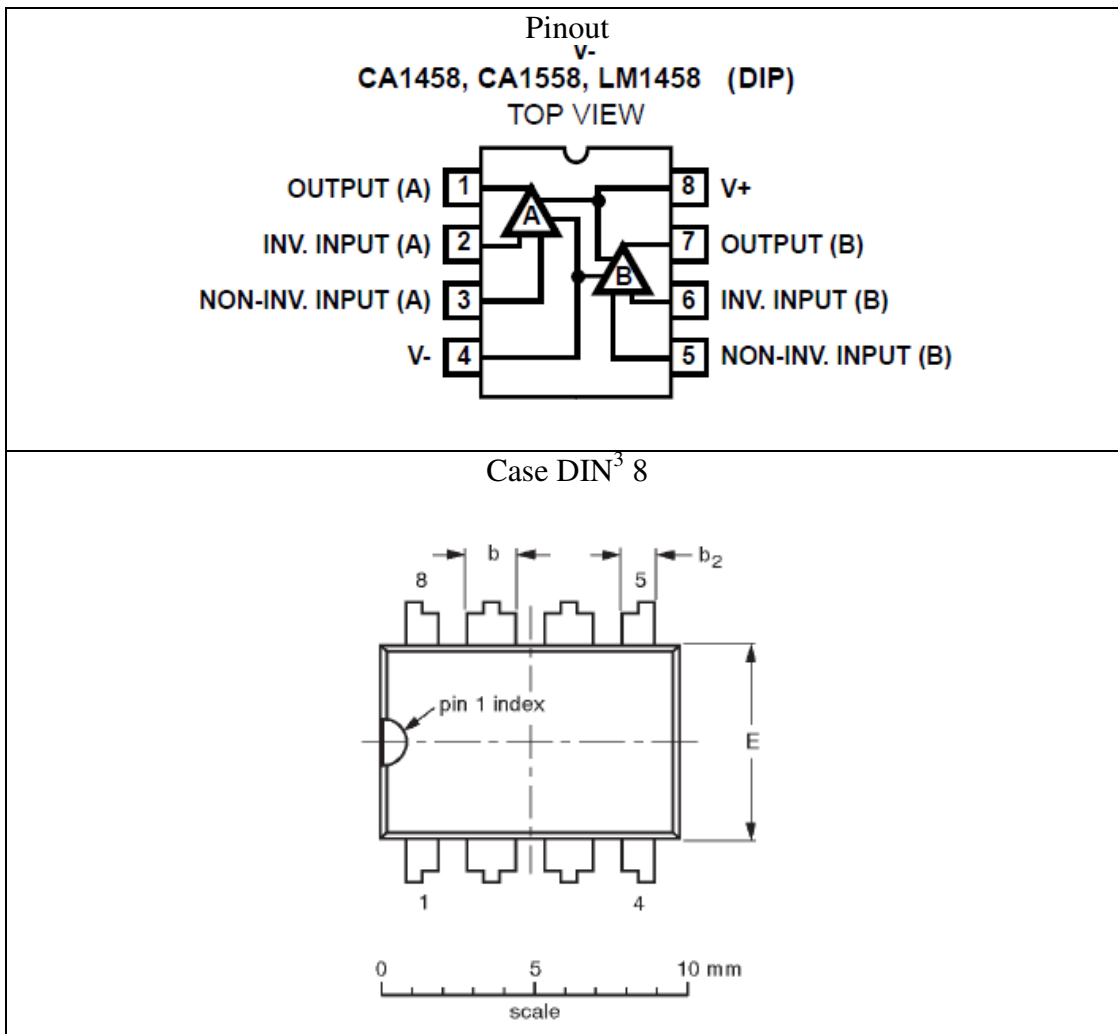 Pinout
V-
CA1458, CA1558, LM1458 (DIP)
TOP VIEW
OUTPUT (A) 1 8 V+
A
INV. INPUT (A) 2 7 OUTPUT (B)
B
NON-INV. INPUT (A) 3 6 INV. INPUT (B)
V- 4 5 NON-INV. INPUT (B)
Case DIN³ 8
b b₂
8 5
pin 1 index
E
1 4
0 5 10 mm
scale